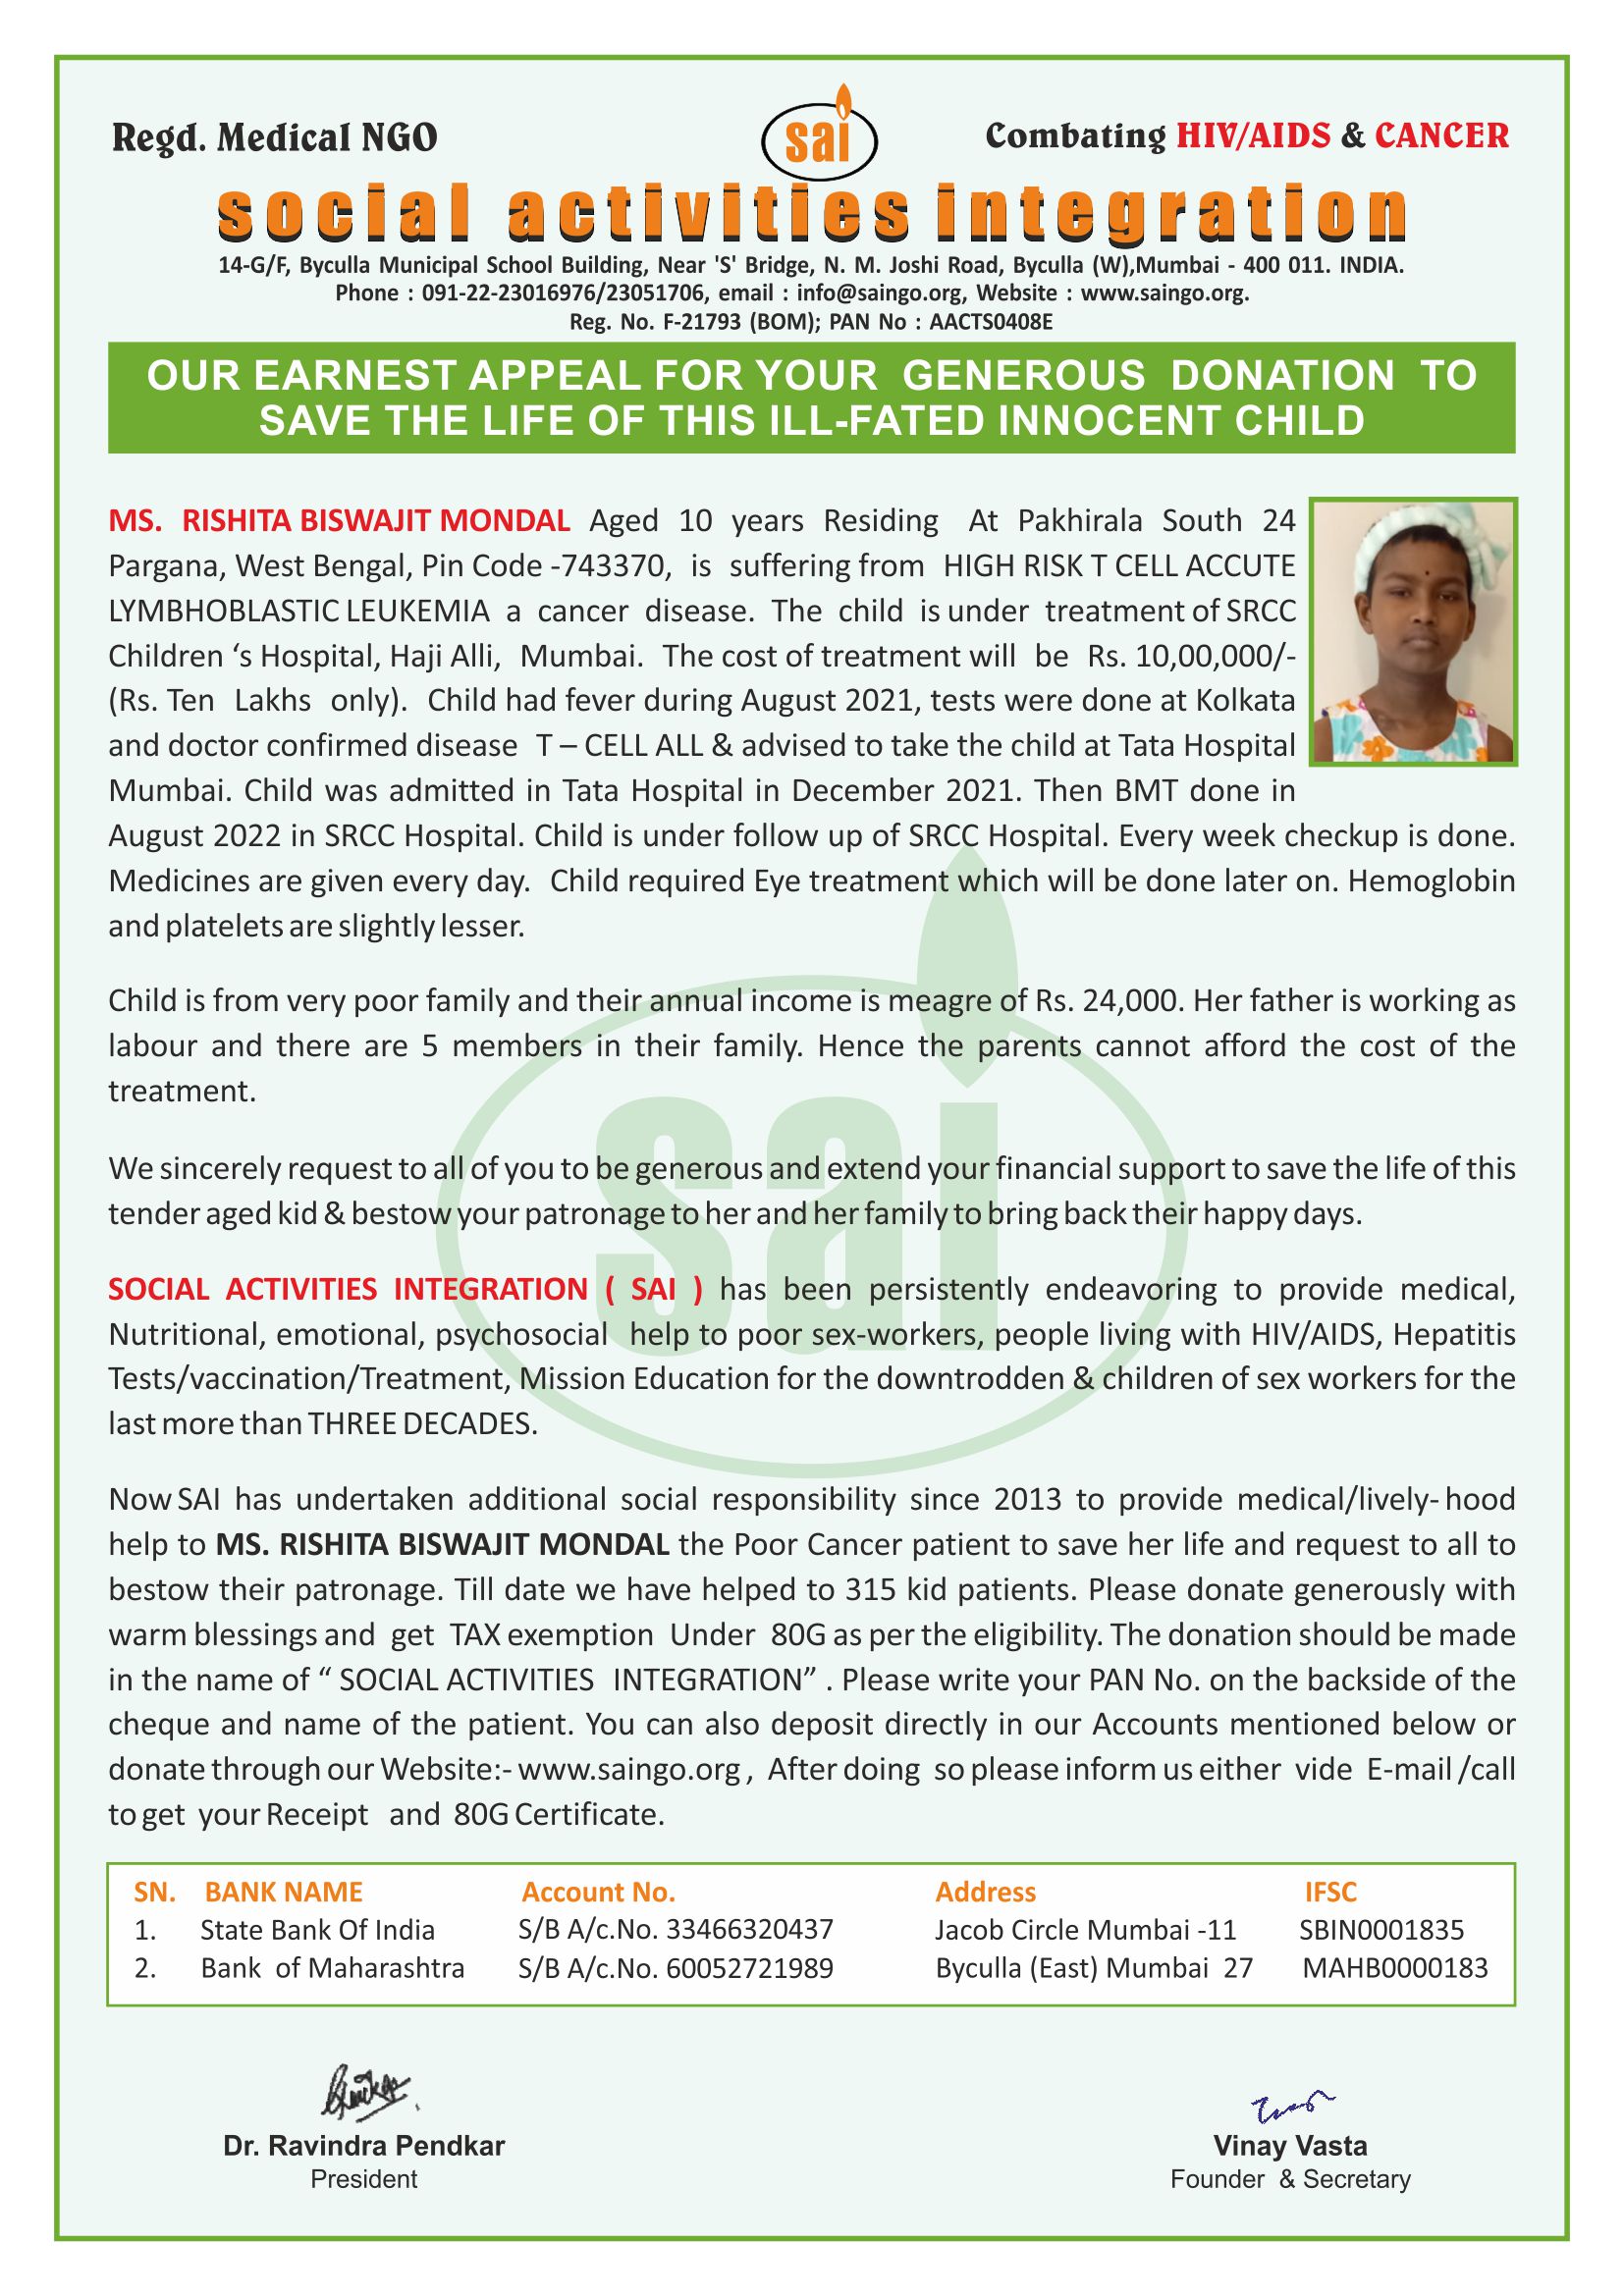 Regd. Medical NGO
sai
Combating HIV/AIDS & CANCER
social activities integration
14-G/F, Byculla Municipal School Building, Near 'S' Bridge, N. M. Joshi Road, Byculla (W),Mumbai - 400 011. INDIA.
Phone : 091-22-23016976/23051706, email : info@saingo.org, Website : www.saingo.org.
Reg. No. F-21793 (BOM); PAN No : AACTS0408E
OUR EARNEST APPEAL FOR YOUR GENEROUS DONATION TO
SAVE THE LIFE OF THIS ILL-FATED INNOCENT CHILD
MS. RISHITA BISWAJIT MONDAL Aged 10 years Residing At Pakhirala South 24
Pargana, West Bengal, Pin Code -743370, is suffering from HIGH RISK T CELL ACCUTE
LYMBHOBLASTIC LEUKEMIA a cancer disease. The child is under treatment of SRCC
Children ‘s Hospital, Haji Alli, Mumbai. The cost of treatment will be Rs. 10,00,000/-
(Rs. Ten Lakhs only). Child had fever during August 2021, tests were done at Kolkata
and doctor confirmed disease T – CELL ALL & advised to take the child at Tata Hospital
Mumbai. Child was admitted in Tata Hospital in December 2021. Then BMT done in
August 2022 in SRCC Hospital. Child is under follow up of SRCC Hospital. Every week checkup is done.
Medicines are given every day. Child required Eye treatment which will be done later on. Hemoglobin
and platelets are slightly lesser.
Child is from very poor family and their annual income is meagre of Rs. 24,000. Her father is working as
labour and there are 5 members in their family. Hence the parents cannot afford the cost of the
treatment.
We sincerely request to all of you to be generous and extend your financial support to save the life of this
tender aged kid & bestow your patronage to her and her family to bring back their happy days.
sai
SOCIAL ACTIVITIES INTEGRATION ( SAI ) has been persistently endeavoring to provide medical,
Nutritional, emotional, psychosocial help to poor sex-workers, people living with HIV/AIDS, Hepatitis
Tests/vaccination/Treatment, Mission Education for the downtrodden & children of sex workers for the
last more than THREE DECADES.
Now SAI has undertaken additional social responsibility since 2013 to provide medical/lively- hood
help to MS. RISHITA BISWAJIT MONDAL the Poor Cancer patient to save her life and request to all to
bestow their patronage. Till date we have helped to 315 kid patients. Please donate generously with
warm blessings and get TAX exemption Under 80G as per the eligibility. The donation should be made
in the name of “ SOCIAL ACTIVITIES INTEGRATION” . Please write your PAN No. on the backside of the
cheque and name of the patient. You can also deposit directly in our Accounts mentioned below or
donate through our Website:- www.saingo.org , After doing so please inform us either vide E-mail /call
to get your Receipt and 80G Certificate.
SN. BANK NAME Account No. Address IFSC
1. State Bank Of India S/B A/c.No. 33466320437 Jacob Circle Mumbai -11 SBIN0001835
2. Bank of Maharashtra S/B A/c.No. 60052721989 Byculla (East) Mumbai 27 MAHB0000183
Dr. Ravindra Pendkar
President
Vinay Vasta
Founder & Secretary